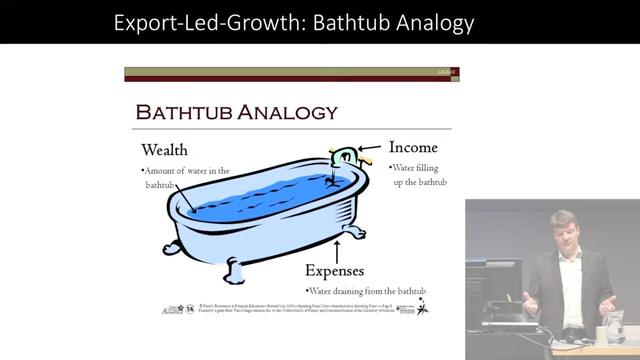 Export-Led-Growth: Bathtub Analogy
BATHTUB ANALOGY
Wealth
•Amount of water in the
bathtub
Income
•Water filling
up the bathtub
Expenses
•Water draining from the bathtub